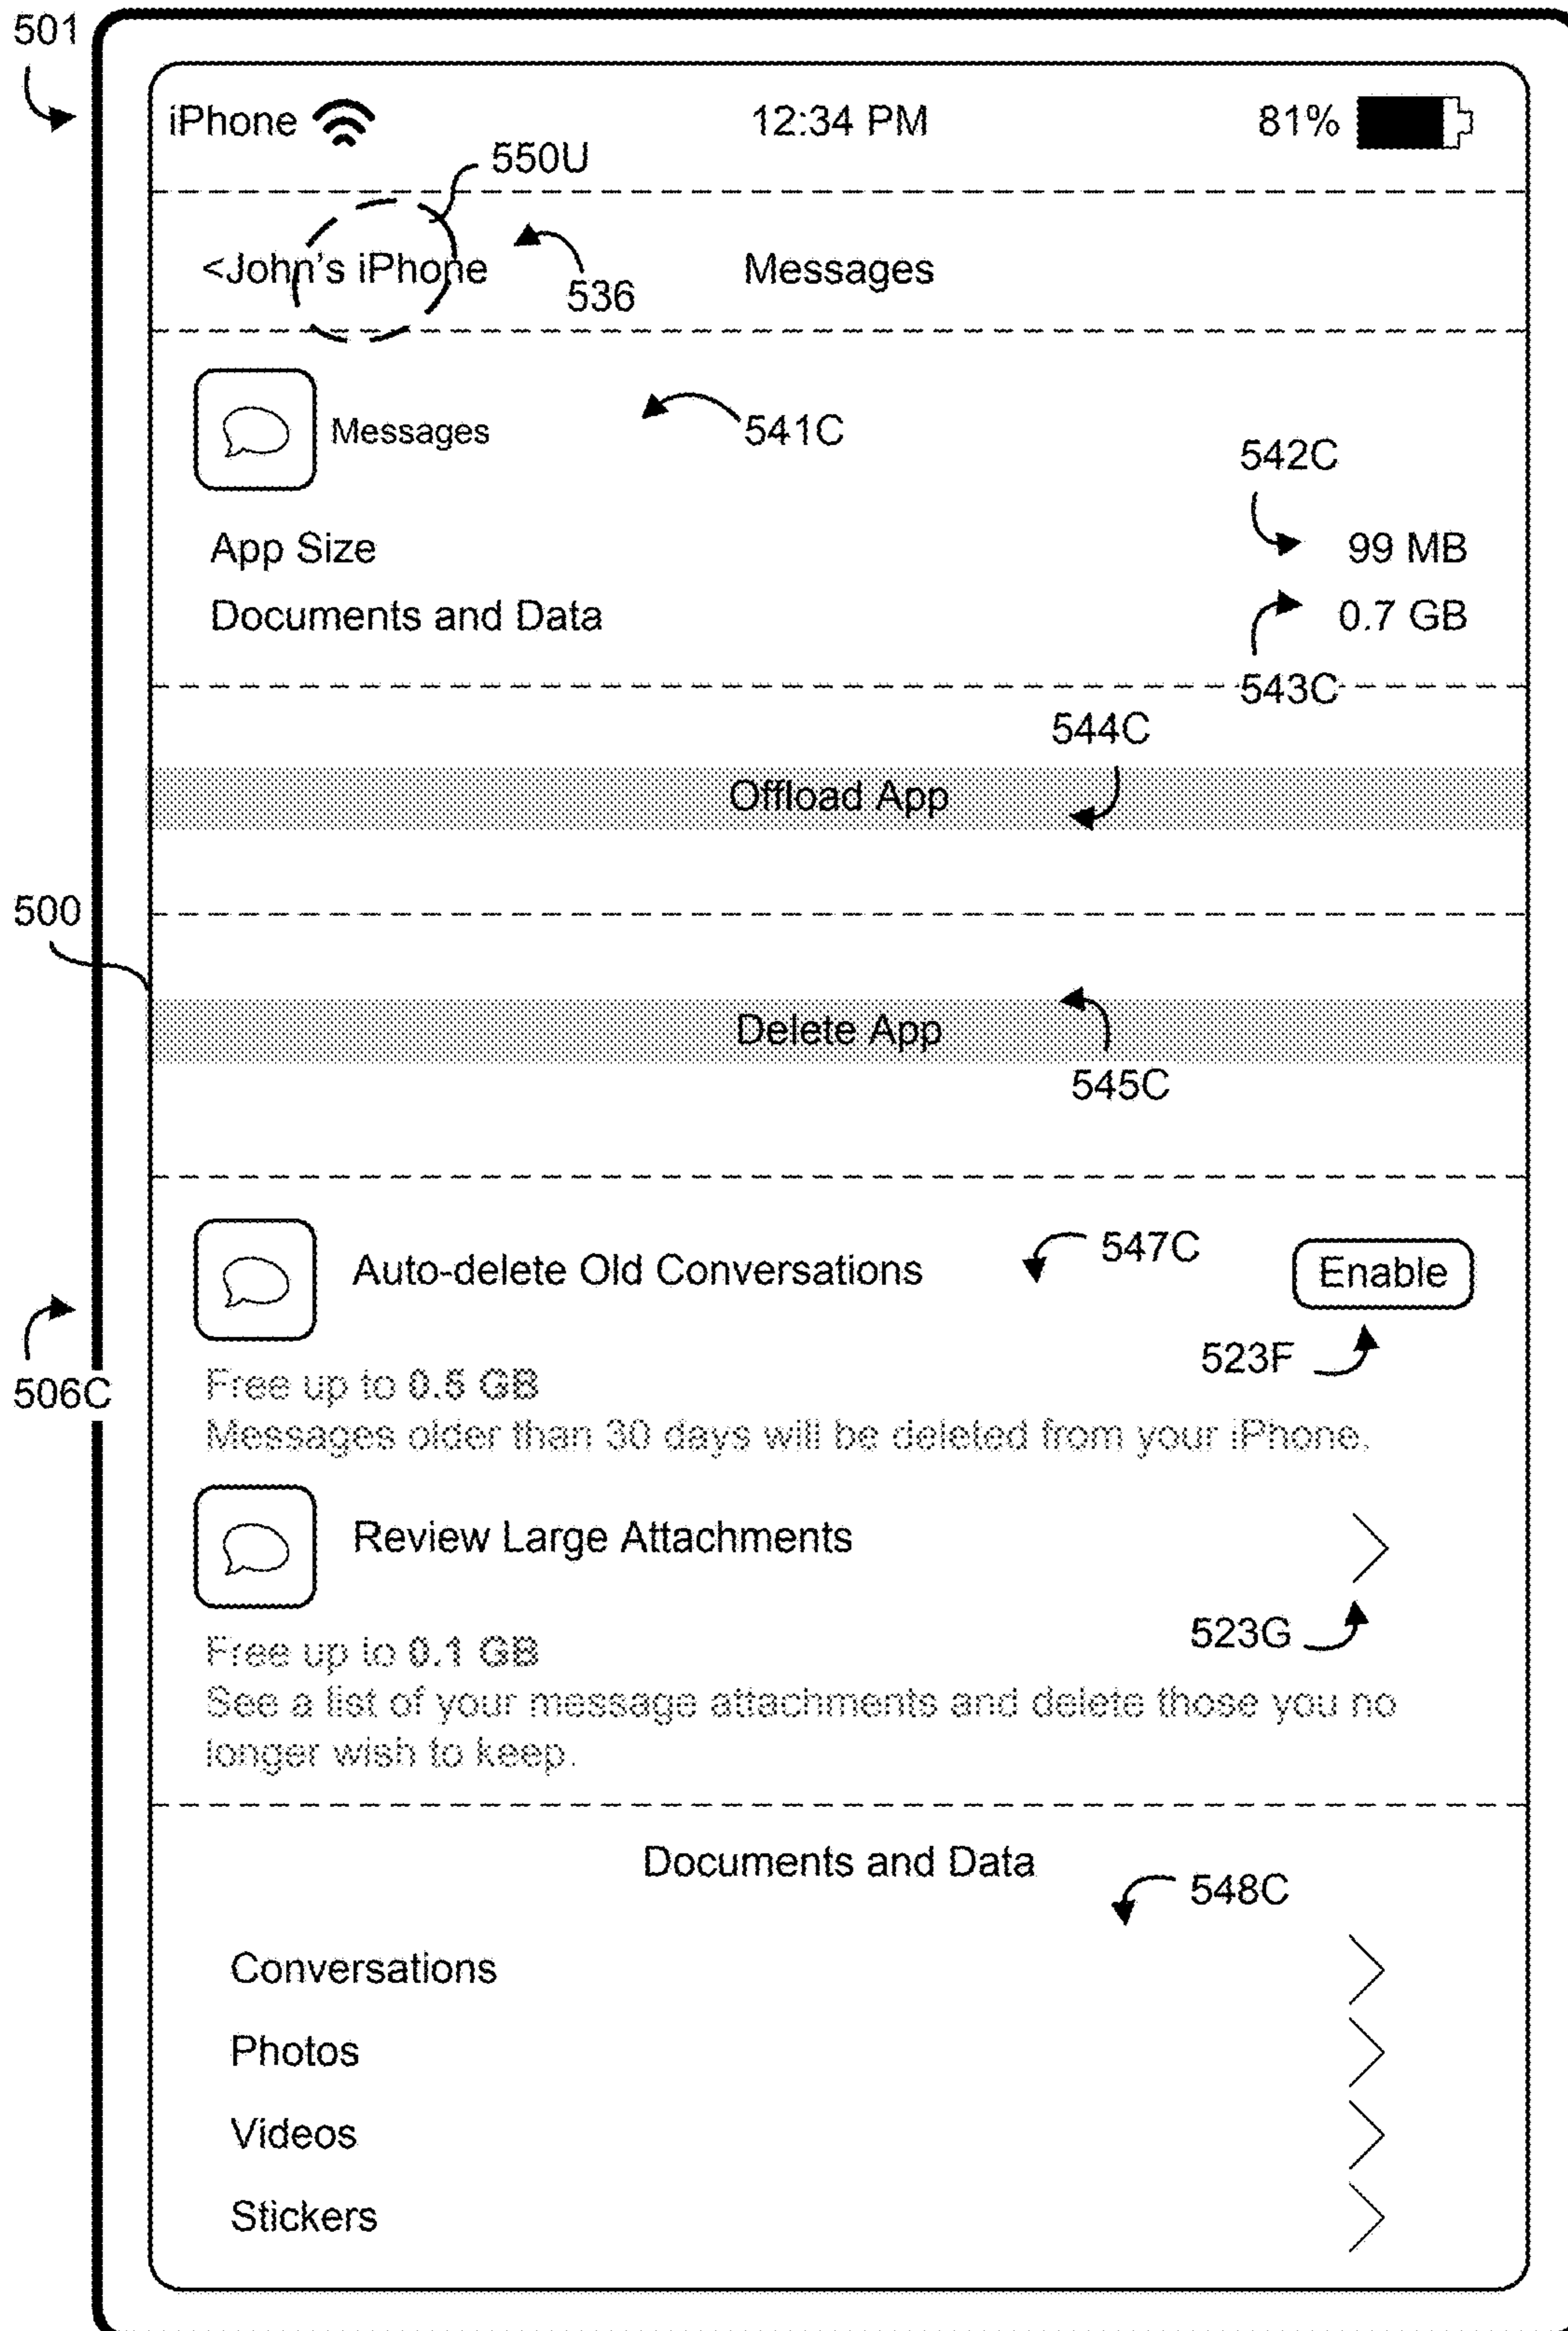 501
iPhone 12:34 PM 81%
550U
<John's iPhone Messages
536
Messages
541C
542C
App Size 99 MB
Documents and Data 0.7 GB
543C
544C
Offload App
500
Delete App
545C
Auto-delete Old Conversations 547C Enable
523F
506C
Free up to 0.5 GB
Messages older than 30 days will be deleted from your iPhone.
Review Large Attachments
523G
Free up to 0.1 GB
See a list of your message attachments and delete those you no
longer wish to keep.
Documents and Data
548C
Conversations
Photos
Videos
Stickers